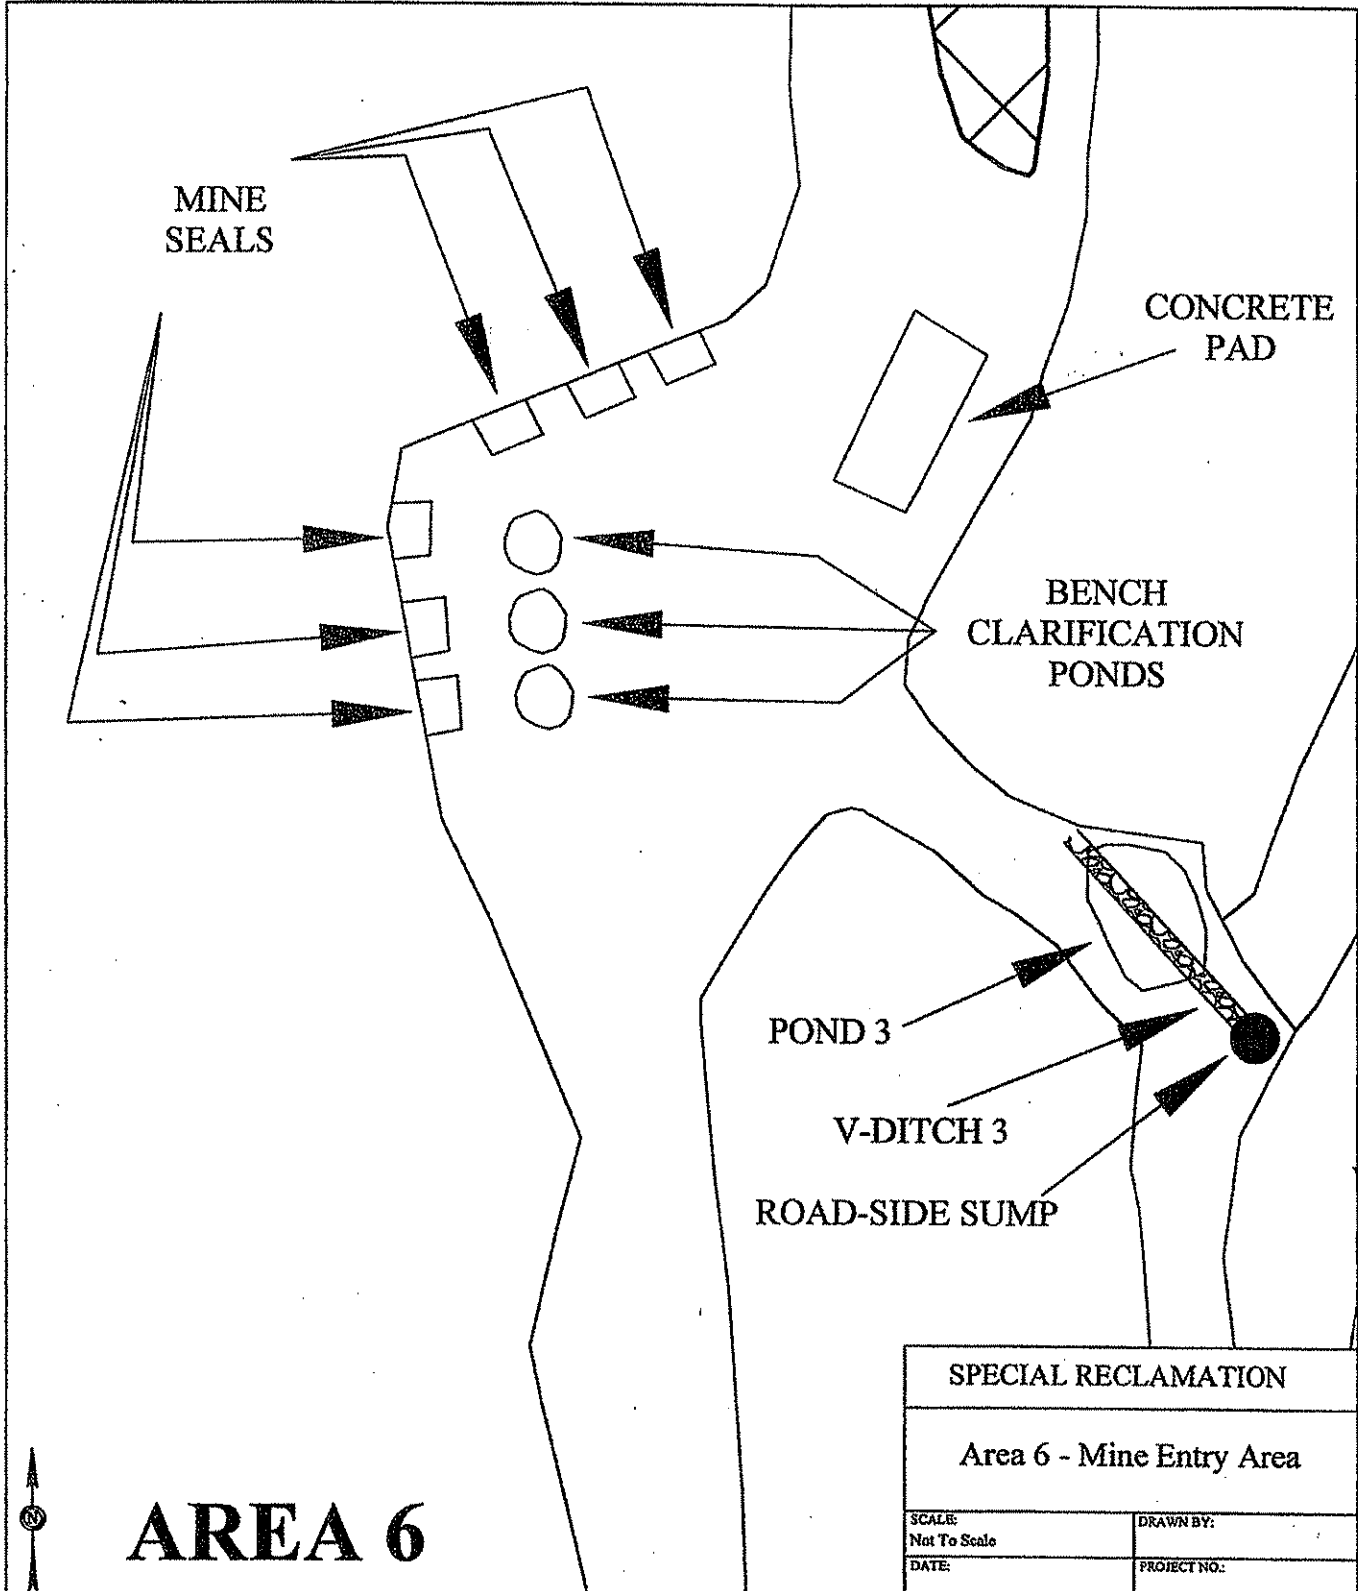 MINE
SEALS
CONCRETE
PAD
BENCH
CLARIFICATION
PONDS
POND 3
V-DITCH 3
ROAD-SIDE SUMP
SPECIAL RECLAMATION
Area 6 - Mine Entry Area
SCALE:
Not To Scale
DRAWN BY:
DATE:
PROJECT NO.:
N
AREA 6